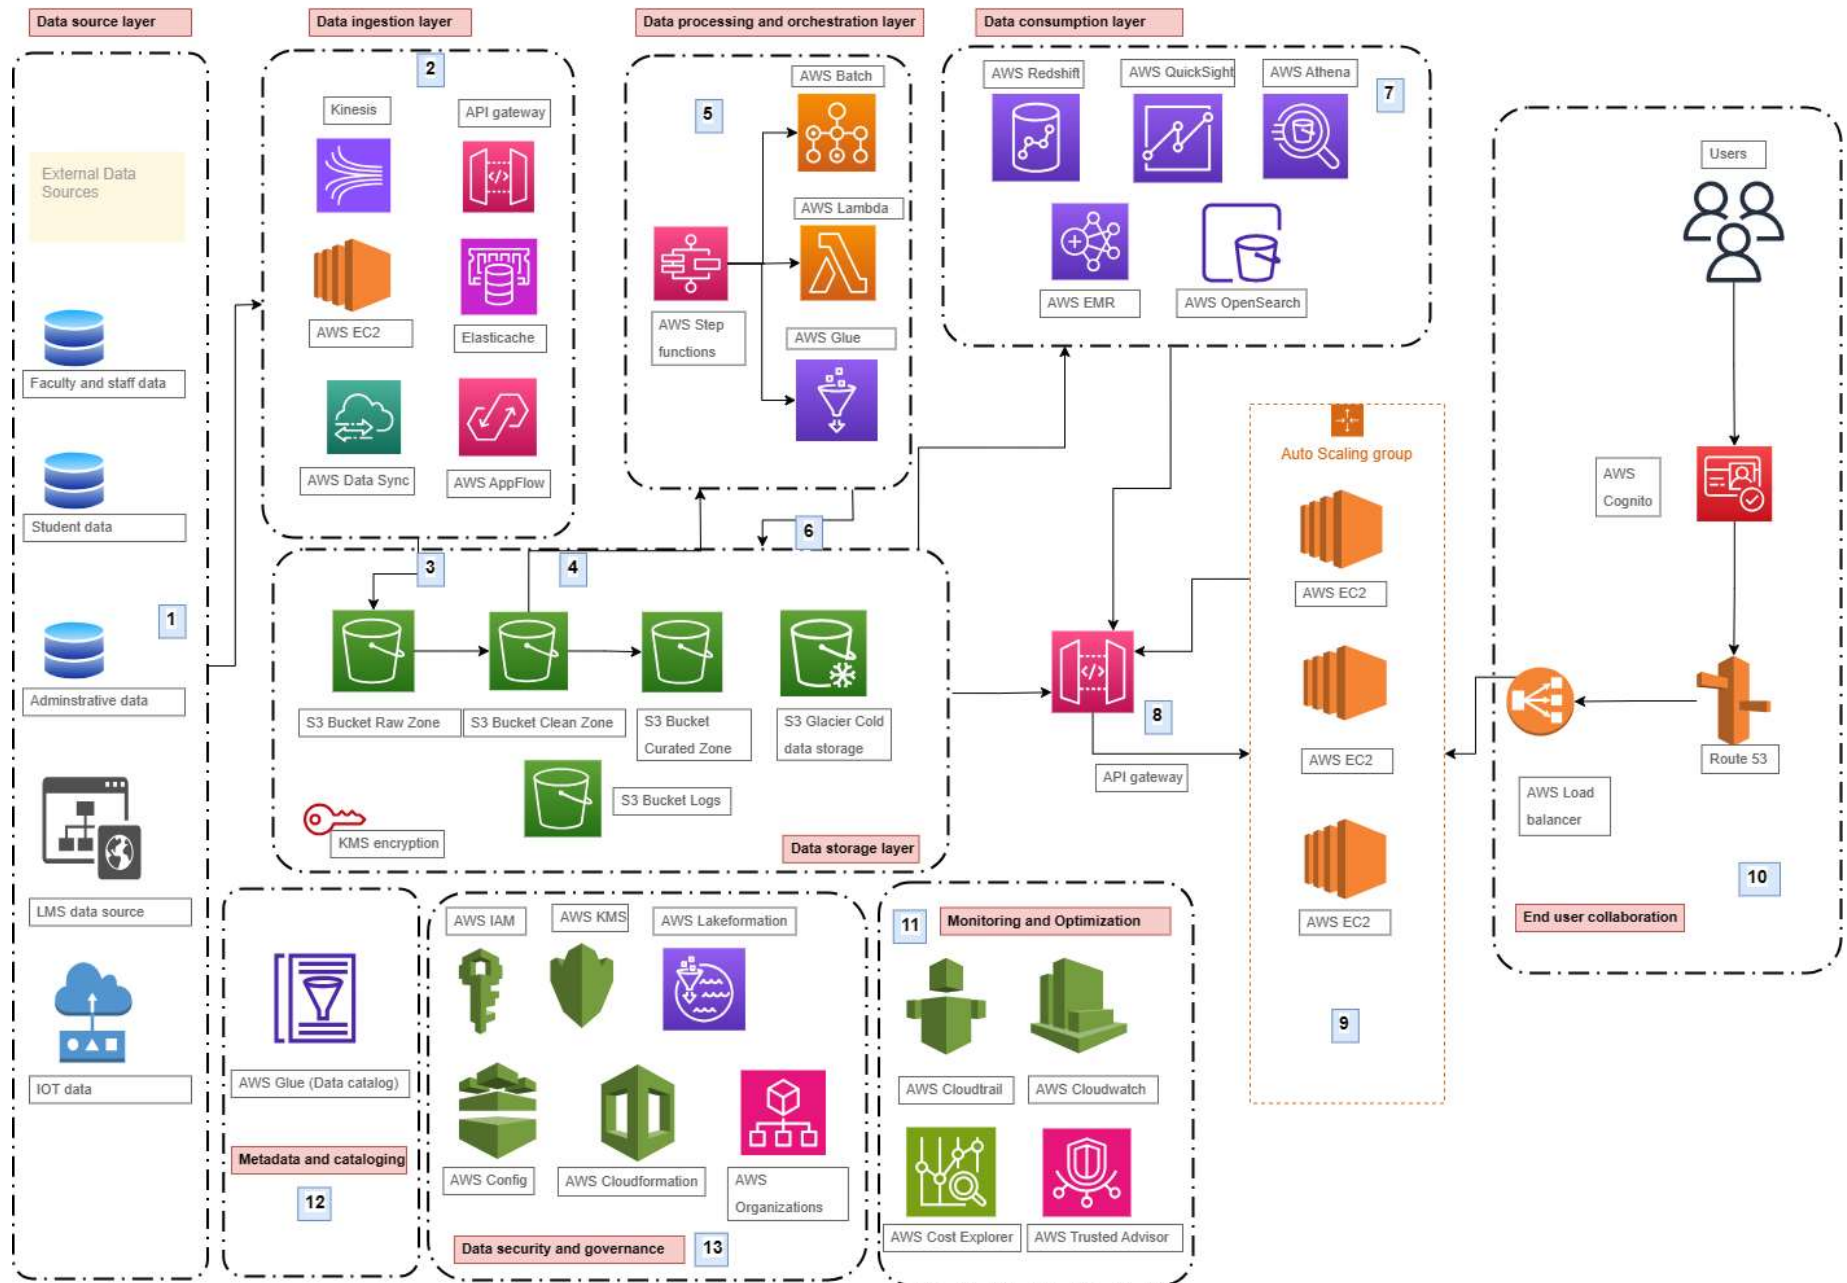 Data source layer
Data ingestion layer
Data processing and orchestration layer
Data consumption layer
External Data
Sources
Faculty and staff data
Student data
1
Adminstrative data
LMS data source
IOT data
2
Kinesis
API gateway
AWS EC2
Elasticache
AWS Data Sync
AWS AppFlow
5
AWS Batch
AWS Lambda
AWS Step
functions
AWS Glue
AWS Redshift
AWS QuickSight
AWS Athena
7
AWS EMR
AWS OpenSearch
3
4
6
S3 Bucket Raw Zone
S3 Bucket Clean Zone
S3 Bucket
Curated Zone
S3 Glacier Cold
data storage
S3 Bucket Logs
KMS encryption
Data storage layer
8
API gateway
Auto Scaling group
AWS EC2
AWS EC2
AWS EC2
9
Users
AWS
Cognito
Route 53
AWS Load
balancer
10
End user collaboration
AWS Glue (Data catalog)
Metadata and cataloging
12
AWS IAM
AWS KMS
AWS Lakeformation
AWS Config
AWS Cloudformation
AWS
Organizations
Data security and governance
13
11
Monitoring and Optimization
AWS Cloudtrail
AWS Cloudwatch
AWS Cost Explorer
AWS Trusted Advisor